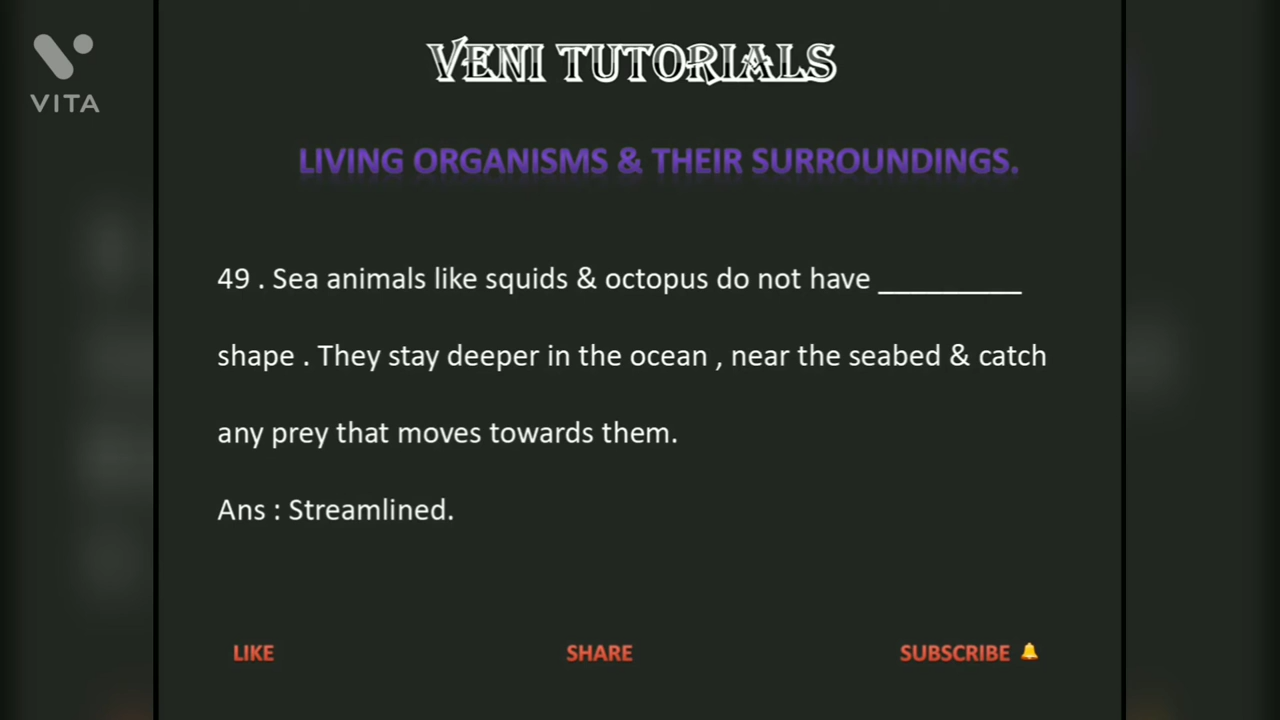 VITA
VENI TUTORIALS
LIVING ORGANISMS & THEIR SURROUNDINGS.
49 . Sea animals like squids & octopus do not have _________
shape . They stay deeper in the ocean , near the seabed & catch
any prey that moves towards them.
Ans : Streamlined.
LIKE SHARE SUBSCRIBE 🔔